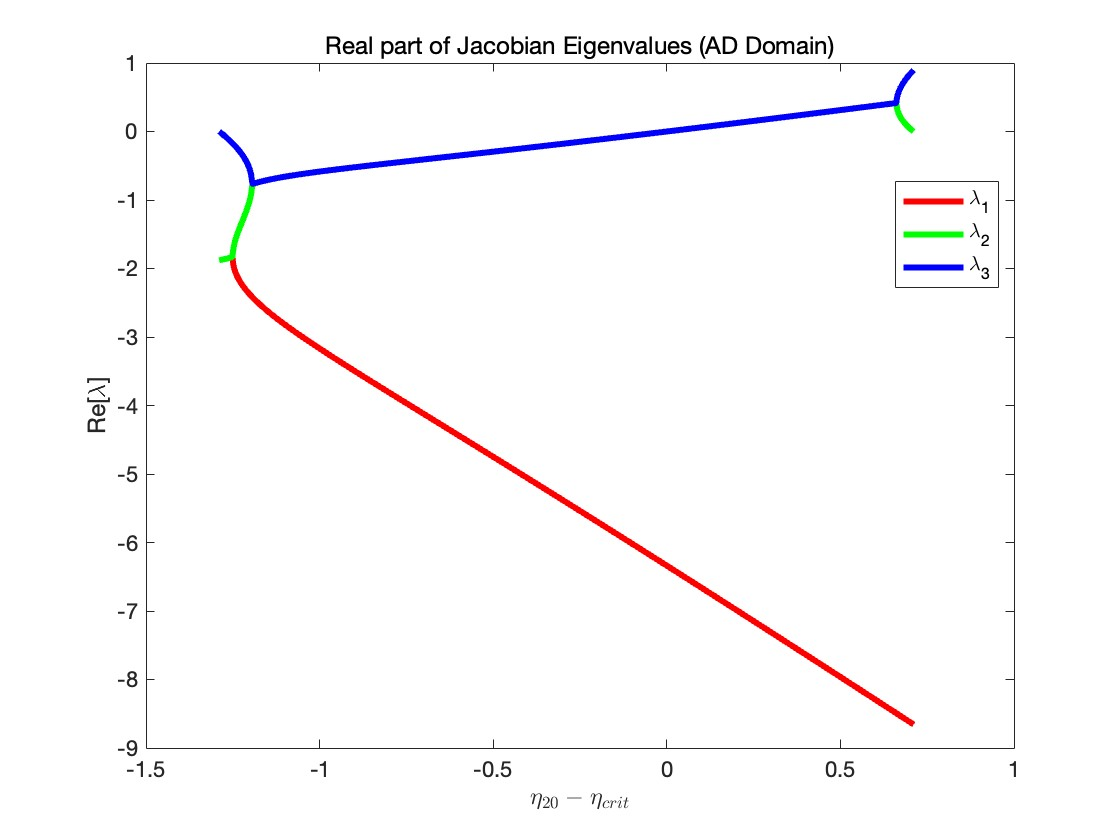 Real part of Jacobian Eigenvalues (AD Domain)
1
0
-1
-2
-3
-4
-5
-6
-7
-8
-9
Re[λ]
λ₁
λ₂
λ₃
-1.5 -1 -0.5 0 0.5 1
η₂₀ − η_crit